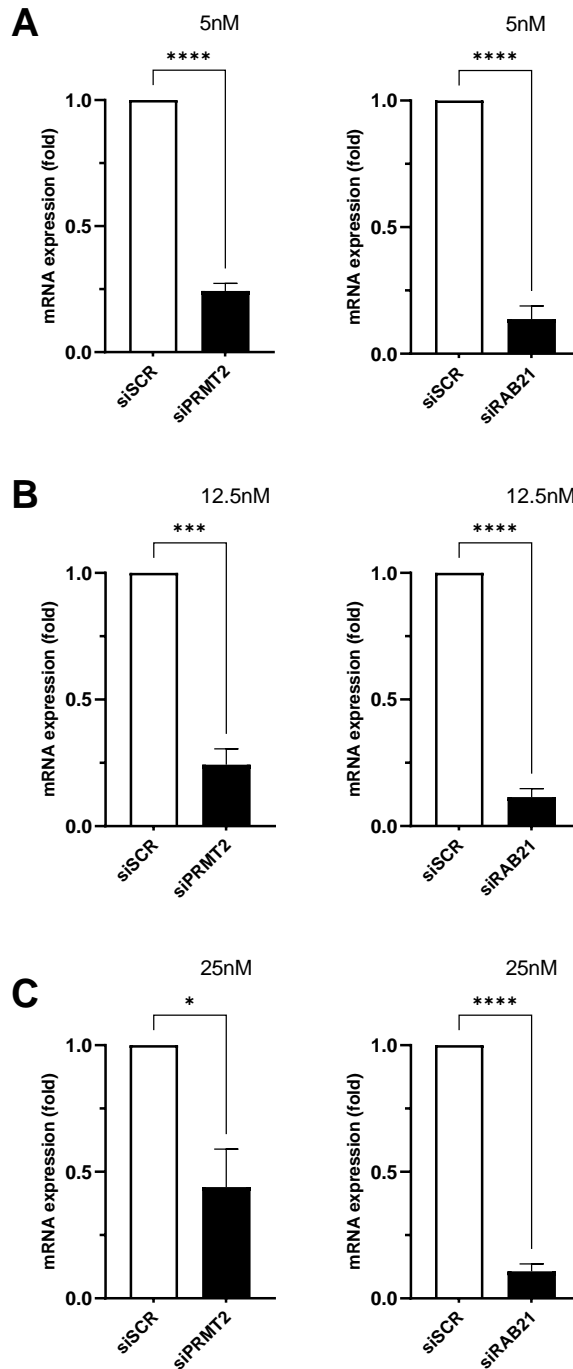 A
5nM
5nM
****
****
mRNA expression (fold)
1.0
0.5
0.0
siSCR
siPRMT2
mRNA expression (fold)
1.0
0.5
0.0
siSCR
siRAB21
B
12.5nM
12.5nM
***
****
mRNA expression (fold)
1.0
0.5
0.0
siSCR
siPRMT2
mRNA expression (fold)
1.0
0.5
0.0
siSCR
siRAB21
C
25nM
25nM
*
****
mRNA expression (fold)
1.0
0.5
0.0
siSCR
siPRMT2
mRNA expression (fold)
1.0
0.5
0.0
siSCR
siRAB21